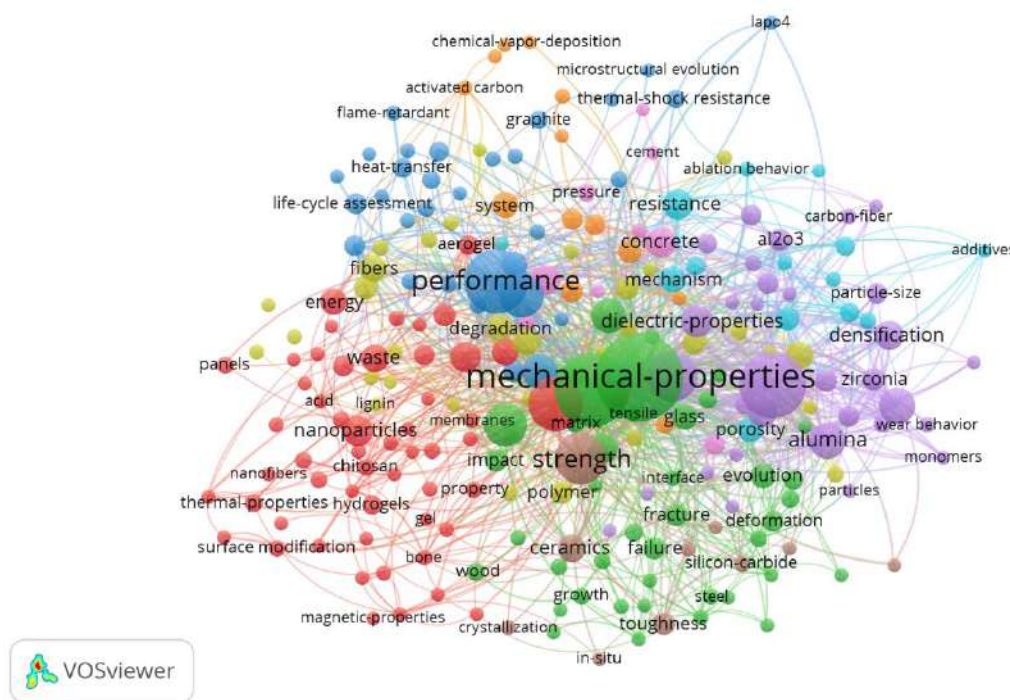 lapo4
chemical-vapor-deposition
microstructural evolution
activated carbon
thermal-shock resistance
flame-retardant
graphite
cement
heat-transfer
ablation behavior
pressure
life-cycle assessment
system
resistance
carbon-fiber
aerogel
concrete
al2o3
additives
fibers
performance
mechanism
particle-size
energy
degradation
dielectric-properties
densification
panels
waste
mechanical-properties
zirconia
acid
lignin
membranes
matrix
tensile
glass
wear behavior
nanoparticles
porosity
alumina
impact
strength
monomers
nanofibers
chitosan
property
polymer
interface
evolution
particles
thermal-properties
hydrogels
gel
fracture
deformation
surface modification
bone
ceramics
failure
silicon-carbide
wood
growth
steel
magnetic-properties
crystallization
toughness
in-situ
VOSviewer